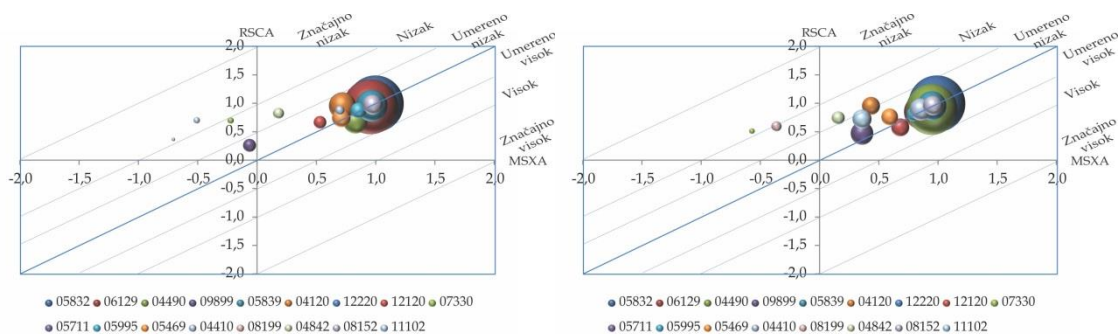 RSCA
Značajno nizak
Nizak
Umereno nizak
Umereno visok
Visok
Značajno visok
MSXA
2,0
1,5
1,0
0,5
0,0
-0,5
-1,0
-1,5
-2,0
-2,0 -1,5 -1,0 -0,5 0,0 0,5 1,0 1,5 2,0
05832 06129 04490 09899 05839 04120 12220 12120 07330
05711 05995 05469 04410 08199 04842 08152 11102
RSCA
Značajno nizak
Nizak
Umereno nizak
Umereno visok
Visok
Značajno visok
MSXA
2,0
1,5
1,0
0,5
0,0
-0,5
-1,0
-1,5
-2,0
-2,0 -1,5 -1,0 -0,5 0,0 0,5 1,0 1,5 2,0
05832 06129 04490 09899 05839 04120 12220 12120 07330
05711 05995 05469 04410 08199 04842 08152 11102